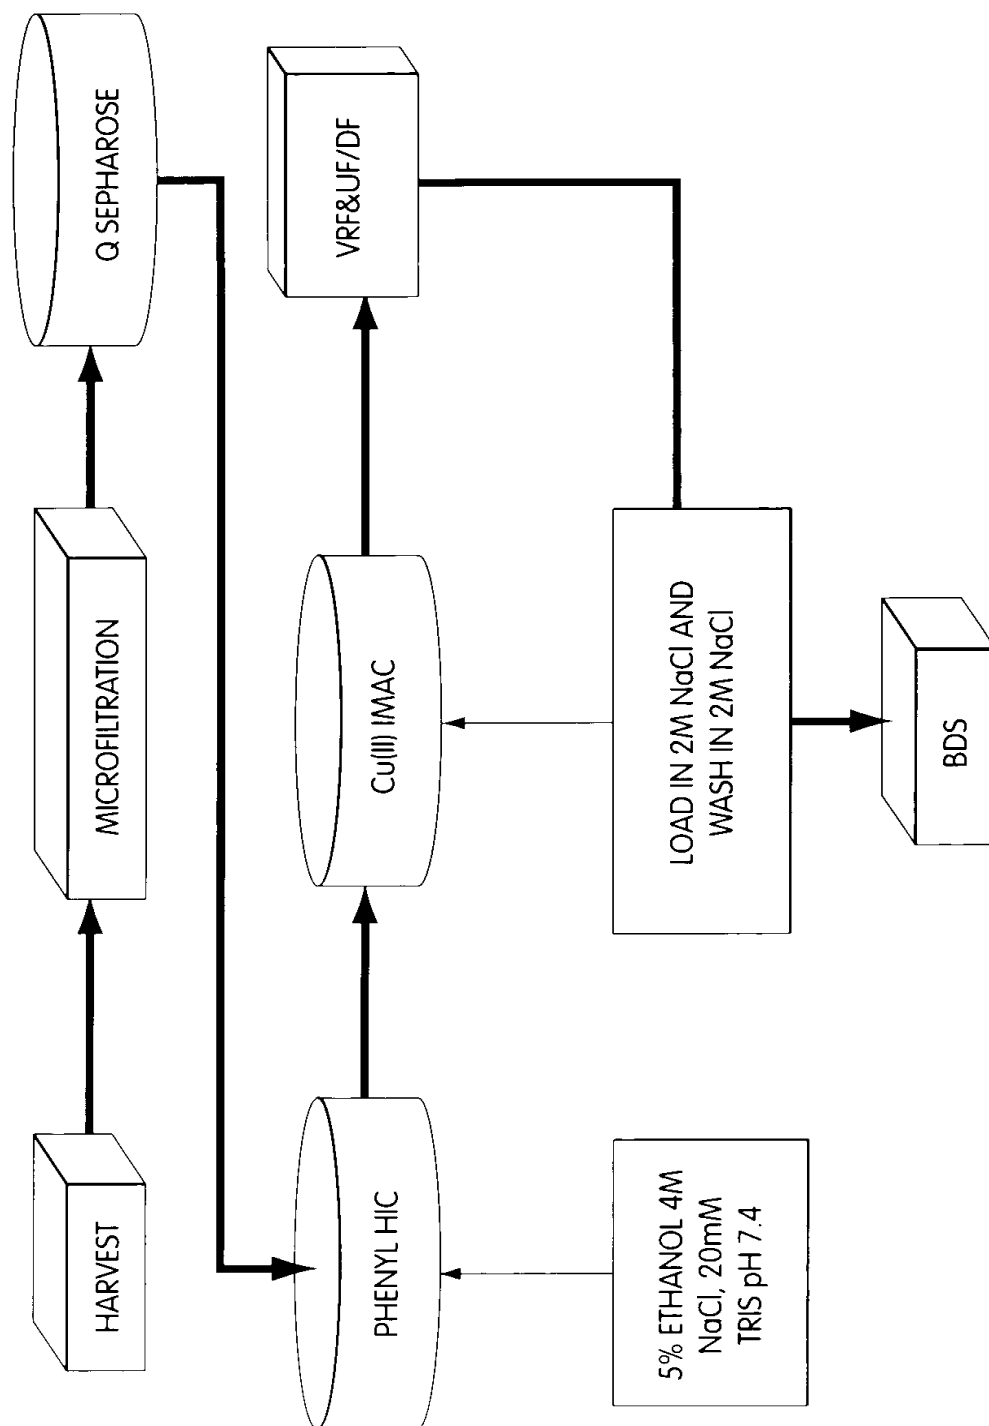 HARVEST
MICROFILTRATION
Q SEPHAROSE
PHENYL HIC
Cu(II) IMAC
VRF&UF/DF
5% ETHANOL 4M
NaCl, 20mM
TRIS pH 7.4
LOAD IN 2M NaCl AND
WASH IN 2M NaCl
BDS